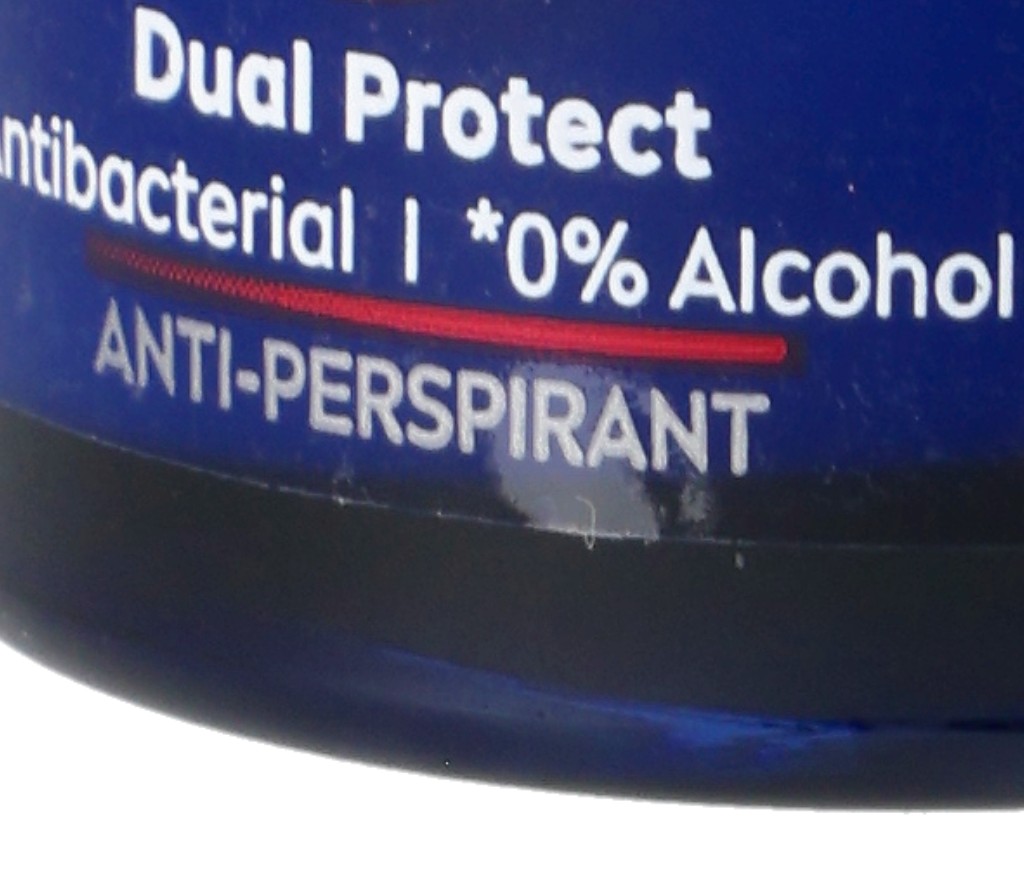 Dual Protect
ntibacterial | *0% Alcohol
ANTI-PERSPIRANT